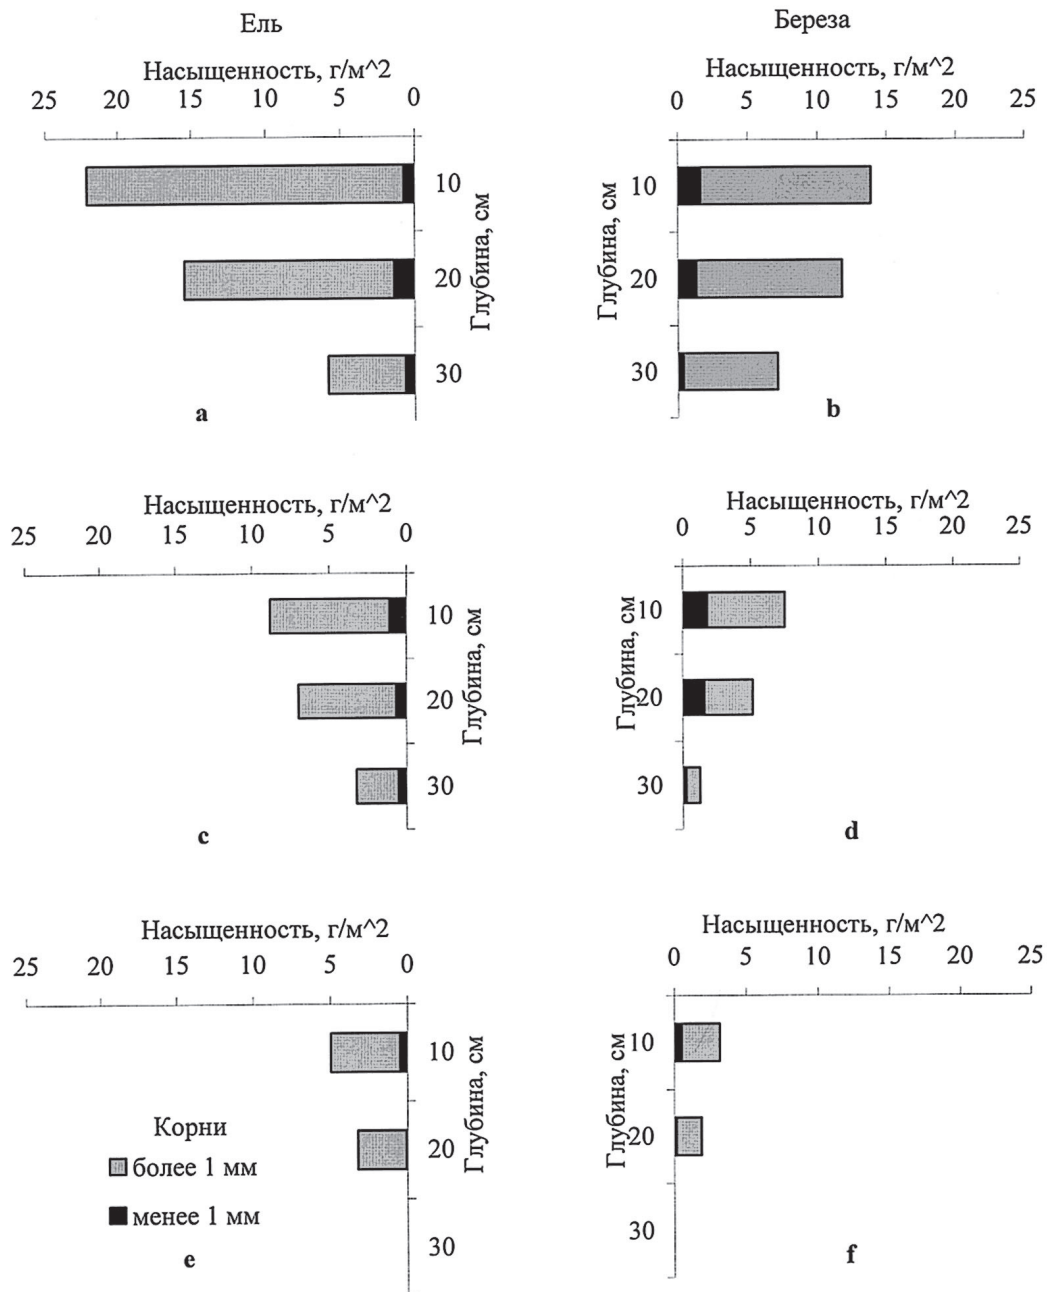 Ель
Береза
Насыщенность, г/м^2
25 20 15 10 5 0
10
20
30
Глубина, см
a
Насыщенность, г/м^2
0 5 10 15 20 25
10
20
30
Глубина, см
b
Насыщенность, г/м^2
25 20 15 10 5 0
10
20
30
Глубина, см
c
Насыщенность, г/м^2
0 5 10 15 20 25
10
20
30
Глубина, см
d
Насыщенность, г/м^2
25 20 15 10 5 0
10
20
30
Глубина, см
Корни
более 1 мм
менее 1 мм
e
Насыщенность, г/м^2
0 5 10 15 20 25
10
20
30
Глубина, см
f